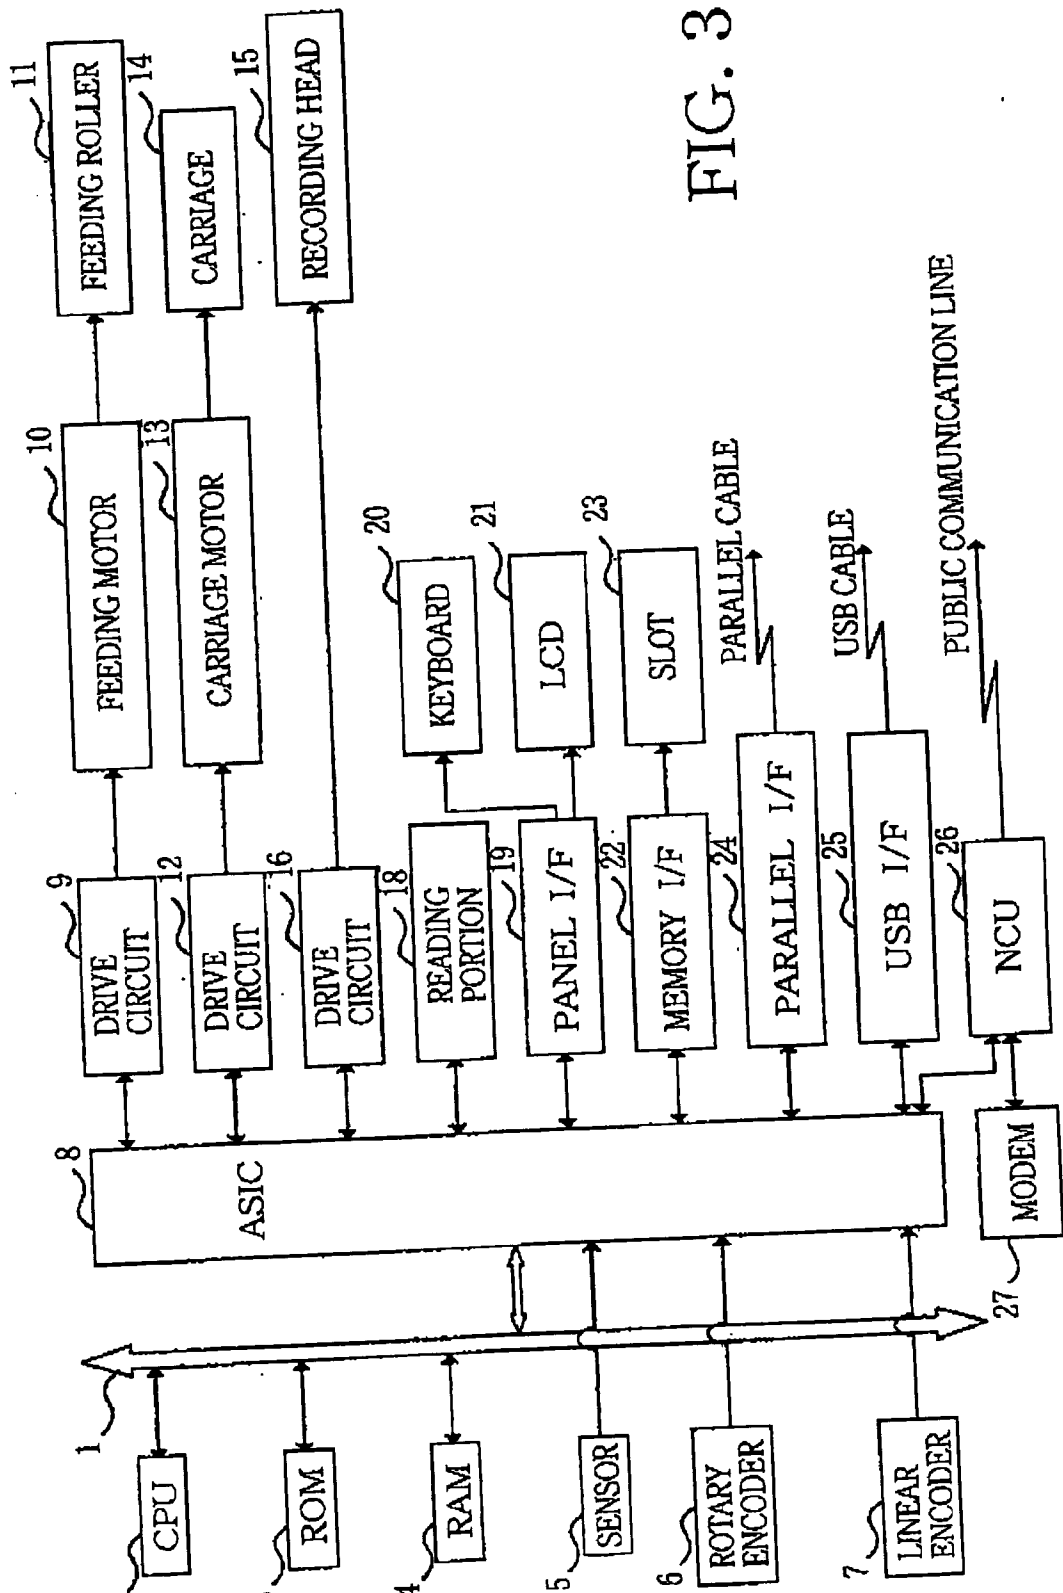 FIG. 3
1
CPU
ROM
4
RAM
5
SENSOR
6
ROTARY
ENCODER
7
LINEAR
ENCODER
8
ASIC
9
DRIVE
CIRCUIT
10
FEEDING MOTOR
11
FEEDING ROLLER
12
DRIVE
CIRCUIT
13
CARRIAGE MOTOR
14
CARRIAGE
16
DRIVE
CIRCUIT
15
RECORDING HEAD
18
READING
PORTION
19
PANEL I/F
20
KEYBOARD
21
LCD
22
MEMORY I/F
23
SLOT
24
PARALLEL I/F
PARALLEL CABLE
25
USB I/F
USB CABLE
26
NCU
PUBLIC COMMUNICATION LINE
27
MODEM